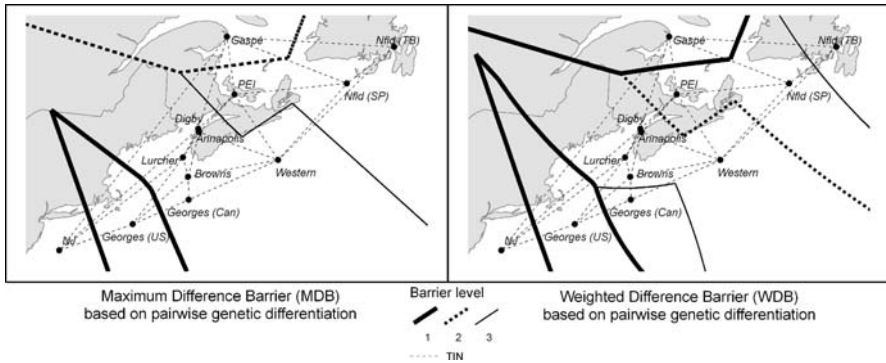 Gaspé
Nfld (TB)
PEI
Nfld (SP)
Digby
Annapolis
Lurcher
Browns
Western
Georges (Can)
Georges (US)
NJ
Gaspé
Nfld (TB)
PEI
Nfld (SP)
Digby
Annapolis
Lurcher
Browns
Western
Georges (Can)
Georges (US)
NJ
Maximum Difference Barrier (MDB)
based on pairwise genetic differentiation
Barrier level
1 2 3
TIN
Weighted Difference Barrier (WDB)
based on pairwise genetic differentiation